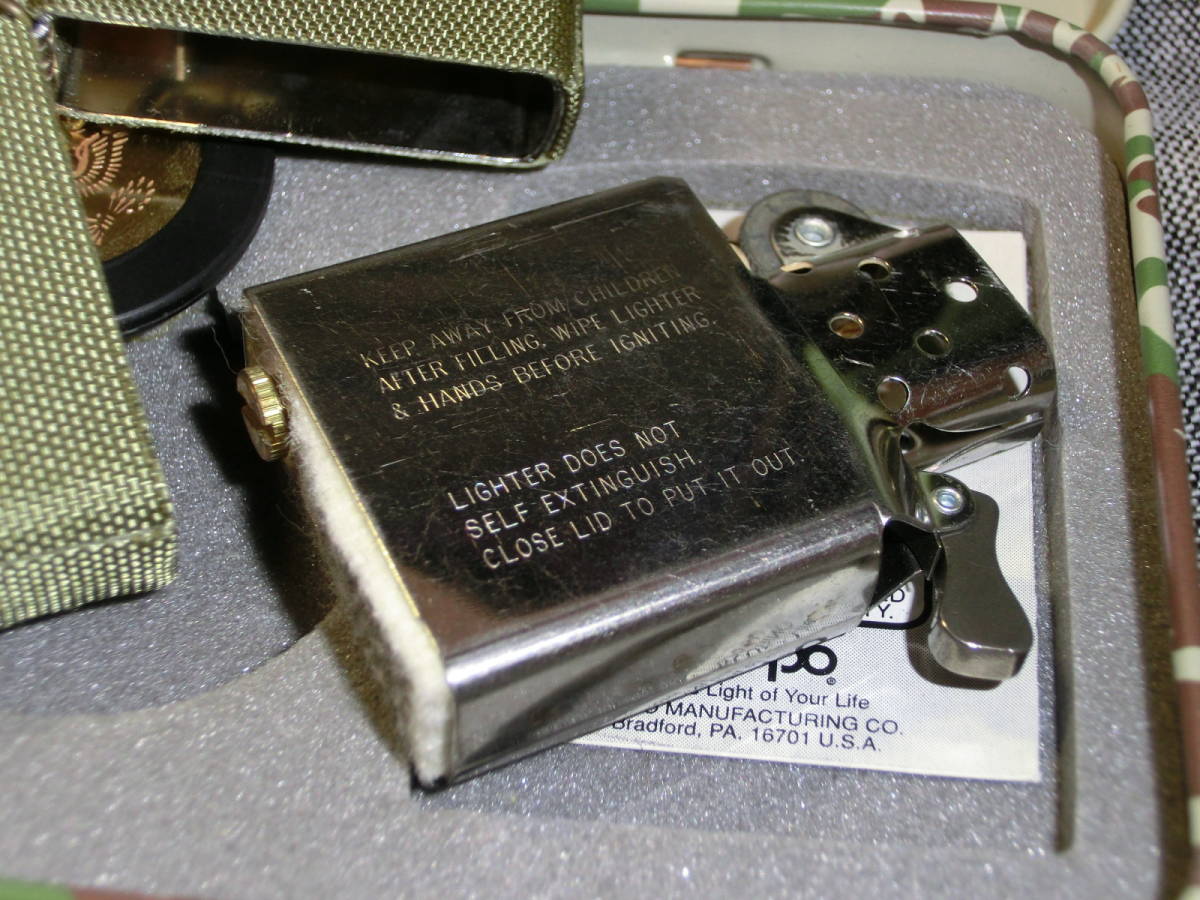 KEEP AWAY FROM CHILDREN
AFTER FILLING, WIPE LIGHTER
& HANDS BEFORE IGNITING.
LIGHTER DOES NOT
SELF EXTINGUISH.
CLOSE LID TO PUT IT OUT.
Light of Your Life
MANUFACTURING CO.
Bradford, PA. 16701 U.S.A.